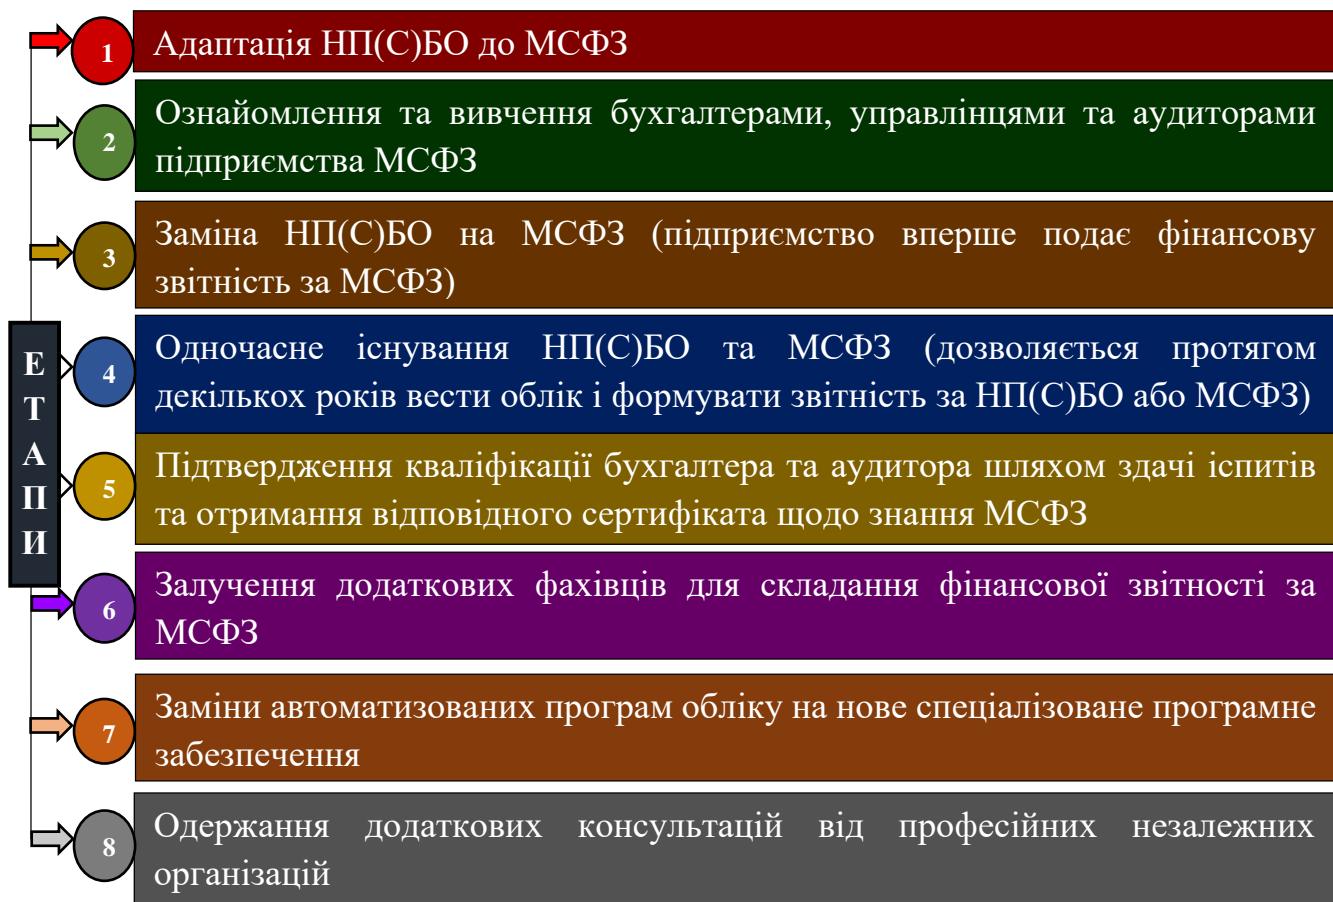 1
Адаптація НП(С)БО до МСФЗ
2
Ознайомлення та вивчення бухгалтерами, управлінцями та аудиторами
підприємства МСФЗ
3
Заміна НП(С)БО на МСФЗ (підприємство вперше подає фінансову
звітність за МСФЗ)
ЕТАПИ
4
Одночасне існування НП(С)БО та МСФЗ (дозволяється протягом
декількох років вести облік і формувати звітність за НП(С)БО або МСФЗ)
5
Підтвердження кваліфікації бухгалтера та аудитора шляхом здачі іспитів
та отримання відповідного сертифіката щодо знання МСФЗ
6
Залучення додаткових фахівців для складання фінансової звітності за
МСФЗ
7
Заміни автоматизованих програм обліку на нове спеціалізоване програмне
забезпечення
8
Одержання додаткових консультацій від професійних незалежних
організацій